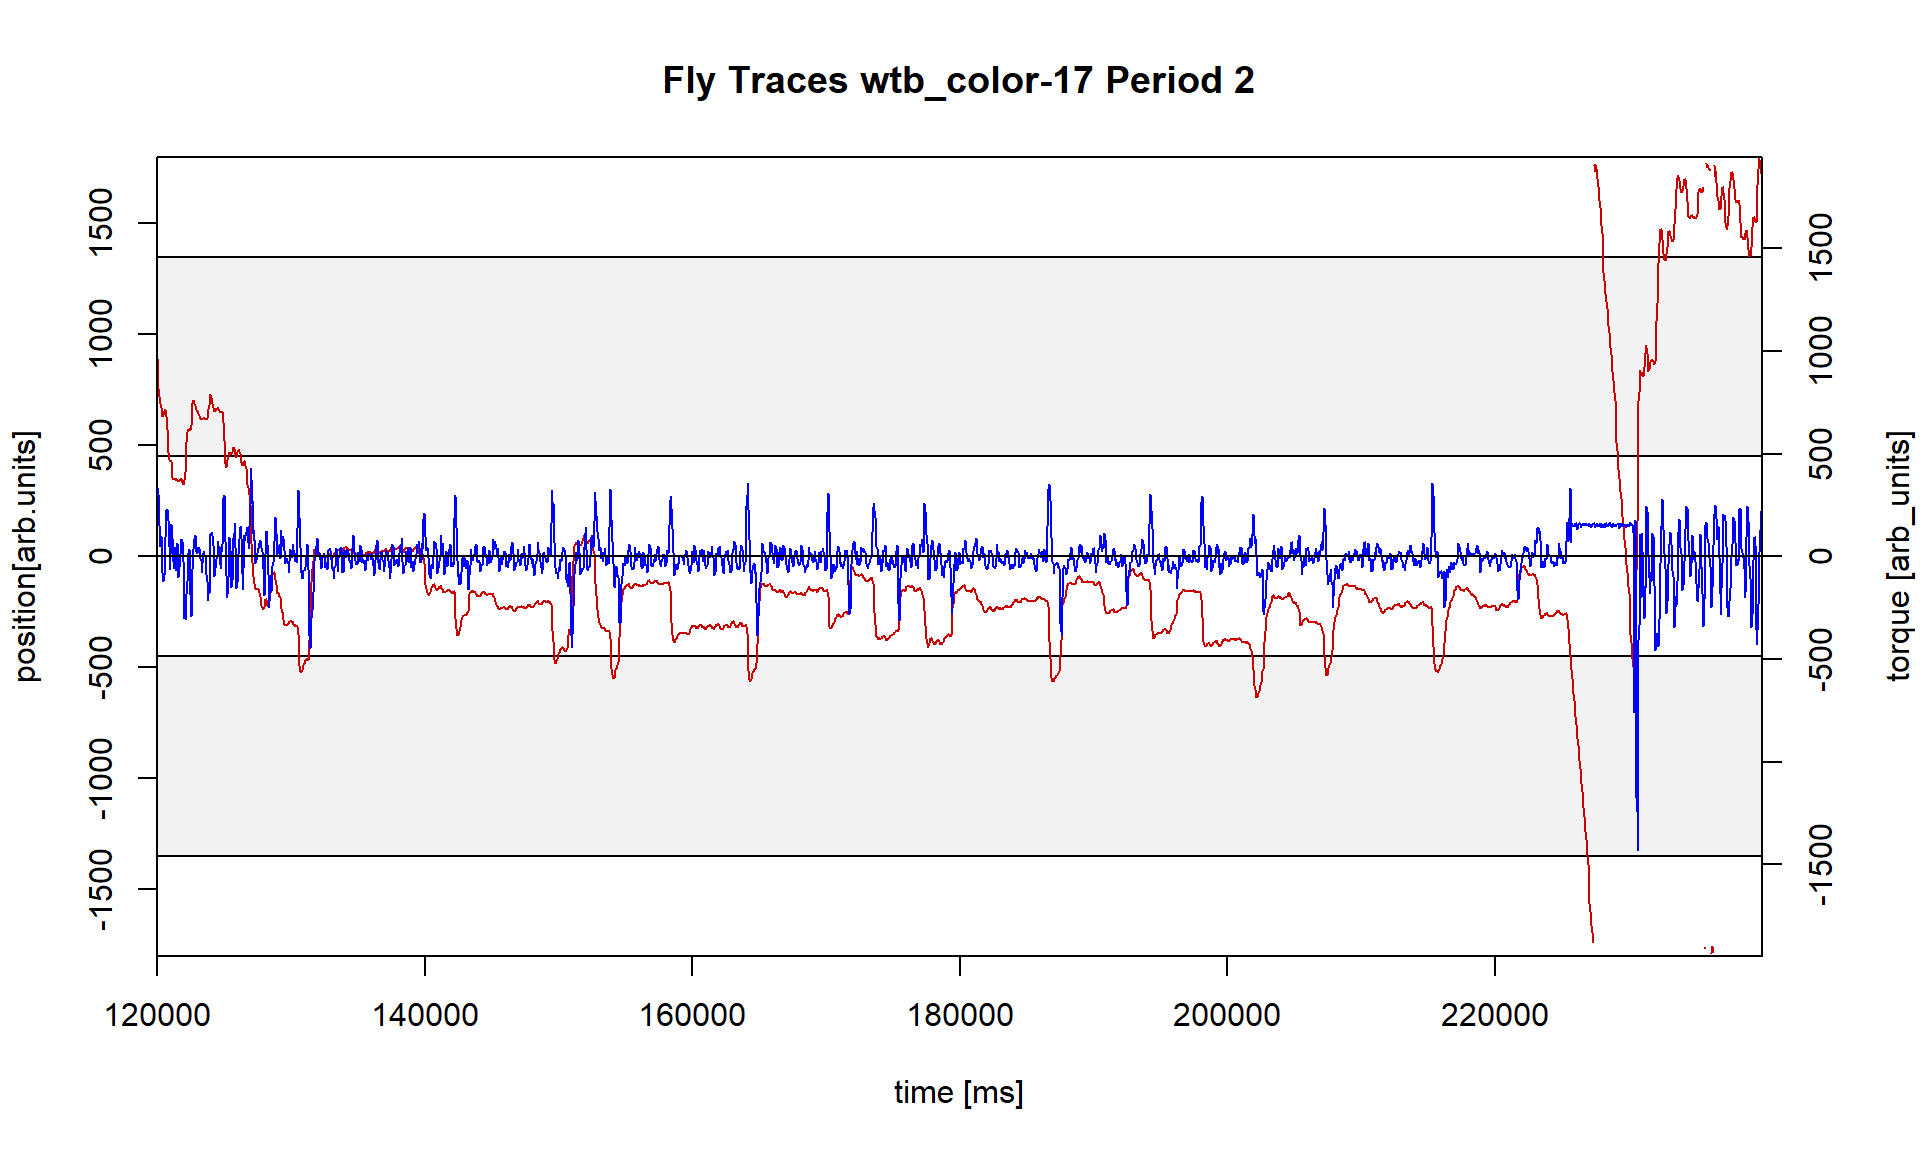 Fly Traces wtb_color-17 Period 2
position[arb.units]
1500
1000
500
0
-500
-1000
-1500
1500
1000
500
0
-500
-1500
torque [arb_units]
120000 140000 160000 180000 200000 220000
time [ms]